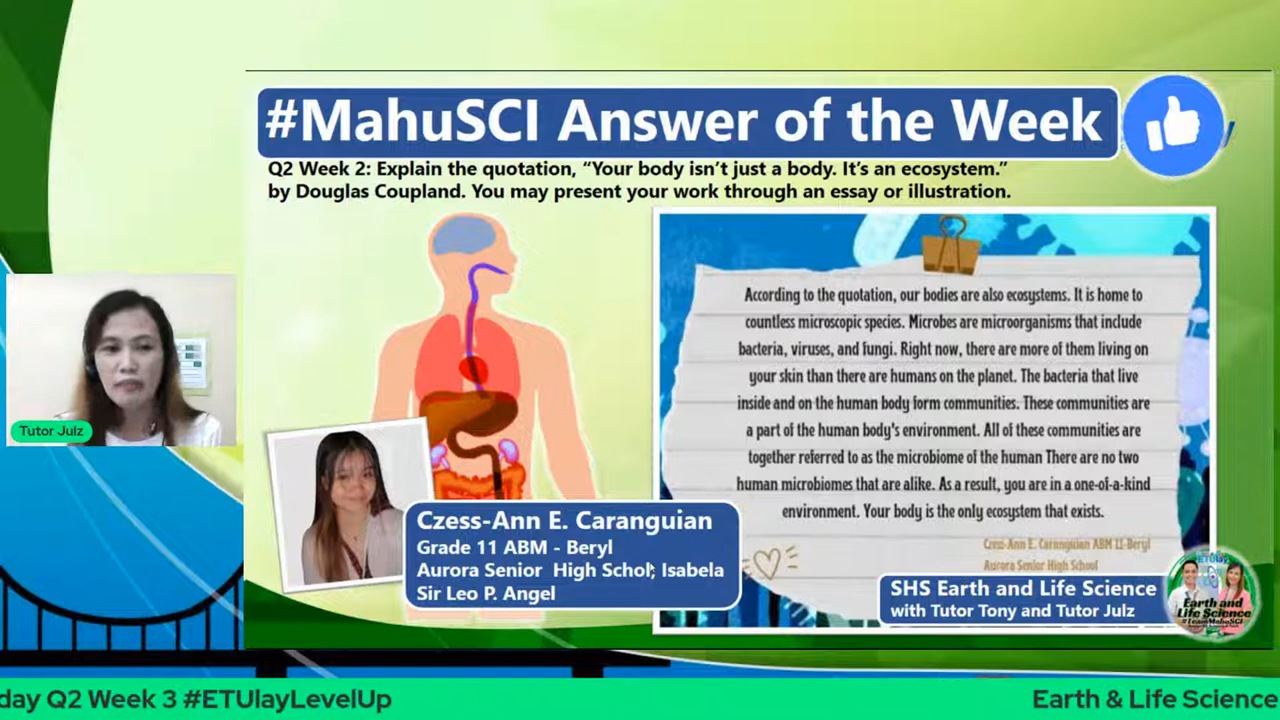 #MahuSCI Answer of the Week
Q2 Week 2: Explain the quotation, “Your body isn’t just a body. It’s an ecosystem.”
by Douglas Coupland. You may present your work through an essay or illustration.
According to the quotation, our bodies are also ecosystems. It is home to
countless microscopic species. Microbes are microorganisms that include
bacteria, viruses, and fungi. Right now, there are more of them living on
your skin than there are humans on the planet. The bacteria that live
inside and on the human body form communities. These communities are
a part of the human body's environment. All of these communities are
together referred to as the microbiome of the human There are no two
human microbiomes that are alike. As a result, you are in a one-of-a-kind
environment. Your body is the only ecosystem that exists.
Czess-Ann E. Caranguian ABM 11-Beryl
Aurora Senior High School
Tutor Julz
Czess-Ann E. Caranguian
Grade 11 ABM - Beryl
Aurora Senior High School, Isabela
Sir Leo P. Angel
SHS Earth and Life Science
with Tutor Tony and Tutor Julz
ETUlay
Earth and
Life Science
#TeamMahuSCI
day Q2 Week 3 #ETUlayLevelUp
Earth & Life Science